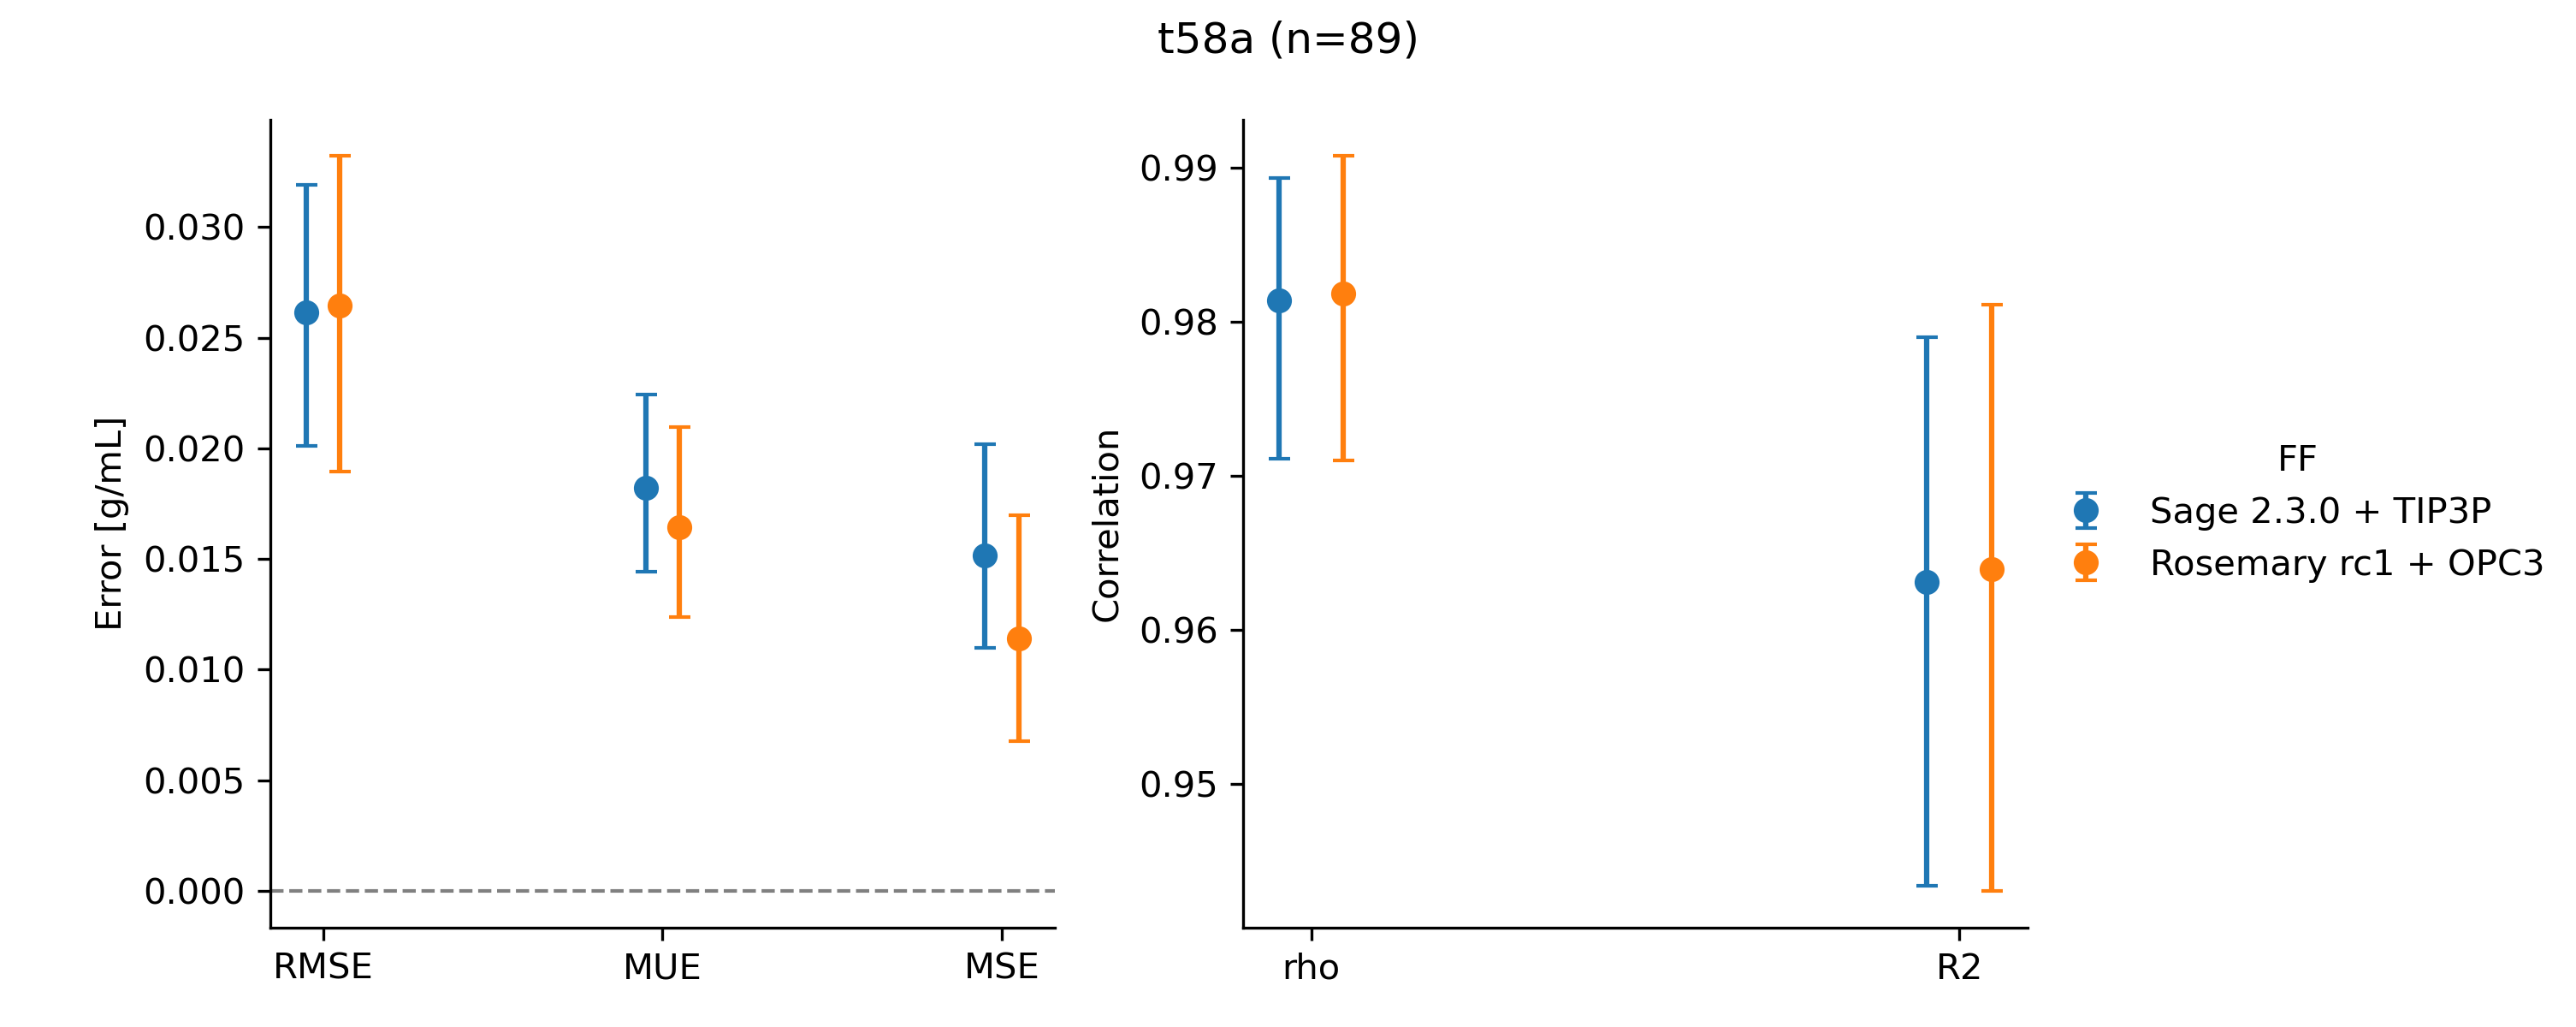 t58a (n=89)
Error [g/mL]
0.030
0.025
0.020
0.015
0.010
0.005
0.000
RMSE
MUE
MSE
Correlation
0.99
0.98
0.97
0.96
0.95
rho
R2
FF
Sage 2.3.0 + TIP3P
Rosemary rc1 + OPC3